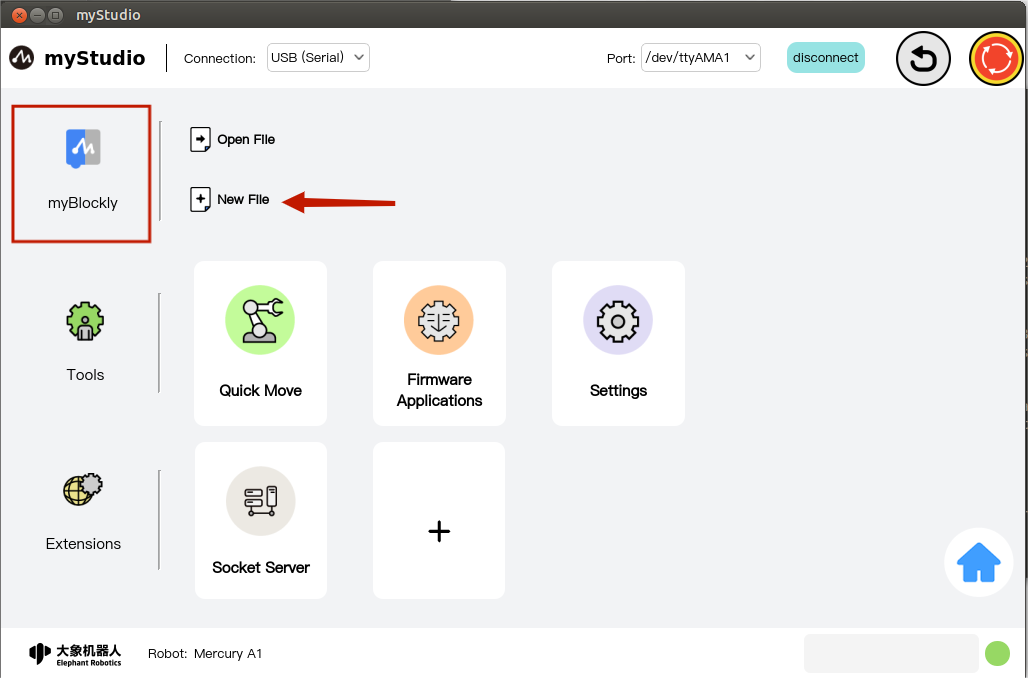 myStudio
myStudio
Connection: USB (Serial)
Port: /dev/ttyAMA1
disconnect
myBlockly
Open File
New File
Tools
Quick Move
Firmware
Applications
Settings
Extensions
Socket Server
大象机器人
Elephant Robotics
Robot: Mercury A1